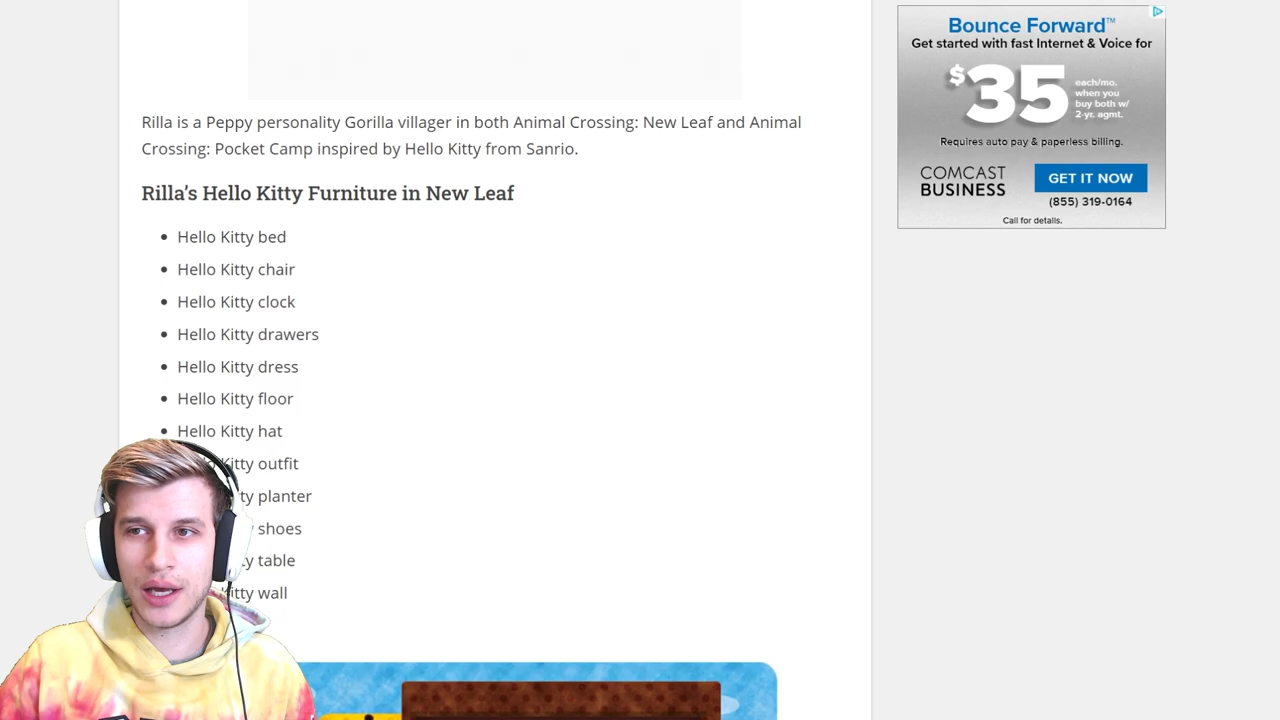 Bounce Forward™
Get started with fast Internet & Voice for
$35 each/mo. when you buy both w/ 2-yr. agmt.
Requires auto pay & paperless billing.
COMCAST BUSINESS
GET IT NOW
(855) 319-0164
Call for details.
Rilla is a Peppy personality Gorilla villager in both Animal Crossing: New Leaf and Animal
Crossing: Pocket Camp inspired by Hello Kitty from Sanrio.
Rilla’s Hello Kitty Furniture in New Leaf
Hello Kitty bed
Hello Kitty chair
Hello Kitty clock
Hello Kitty drawers
Hello Kitty dress
Hello Kitty floor
Hello Kitty hat
Kitty outfit
planter
shoes
table
Kitty wall